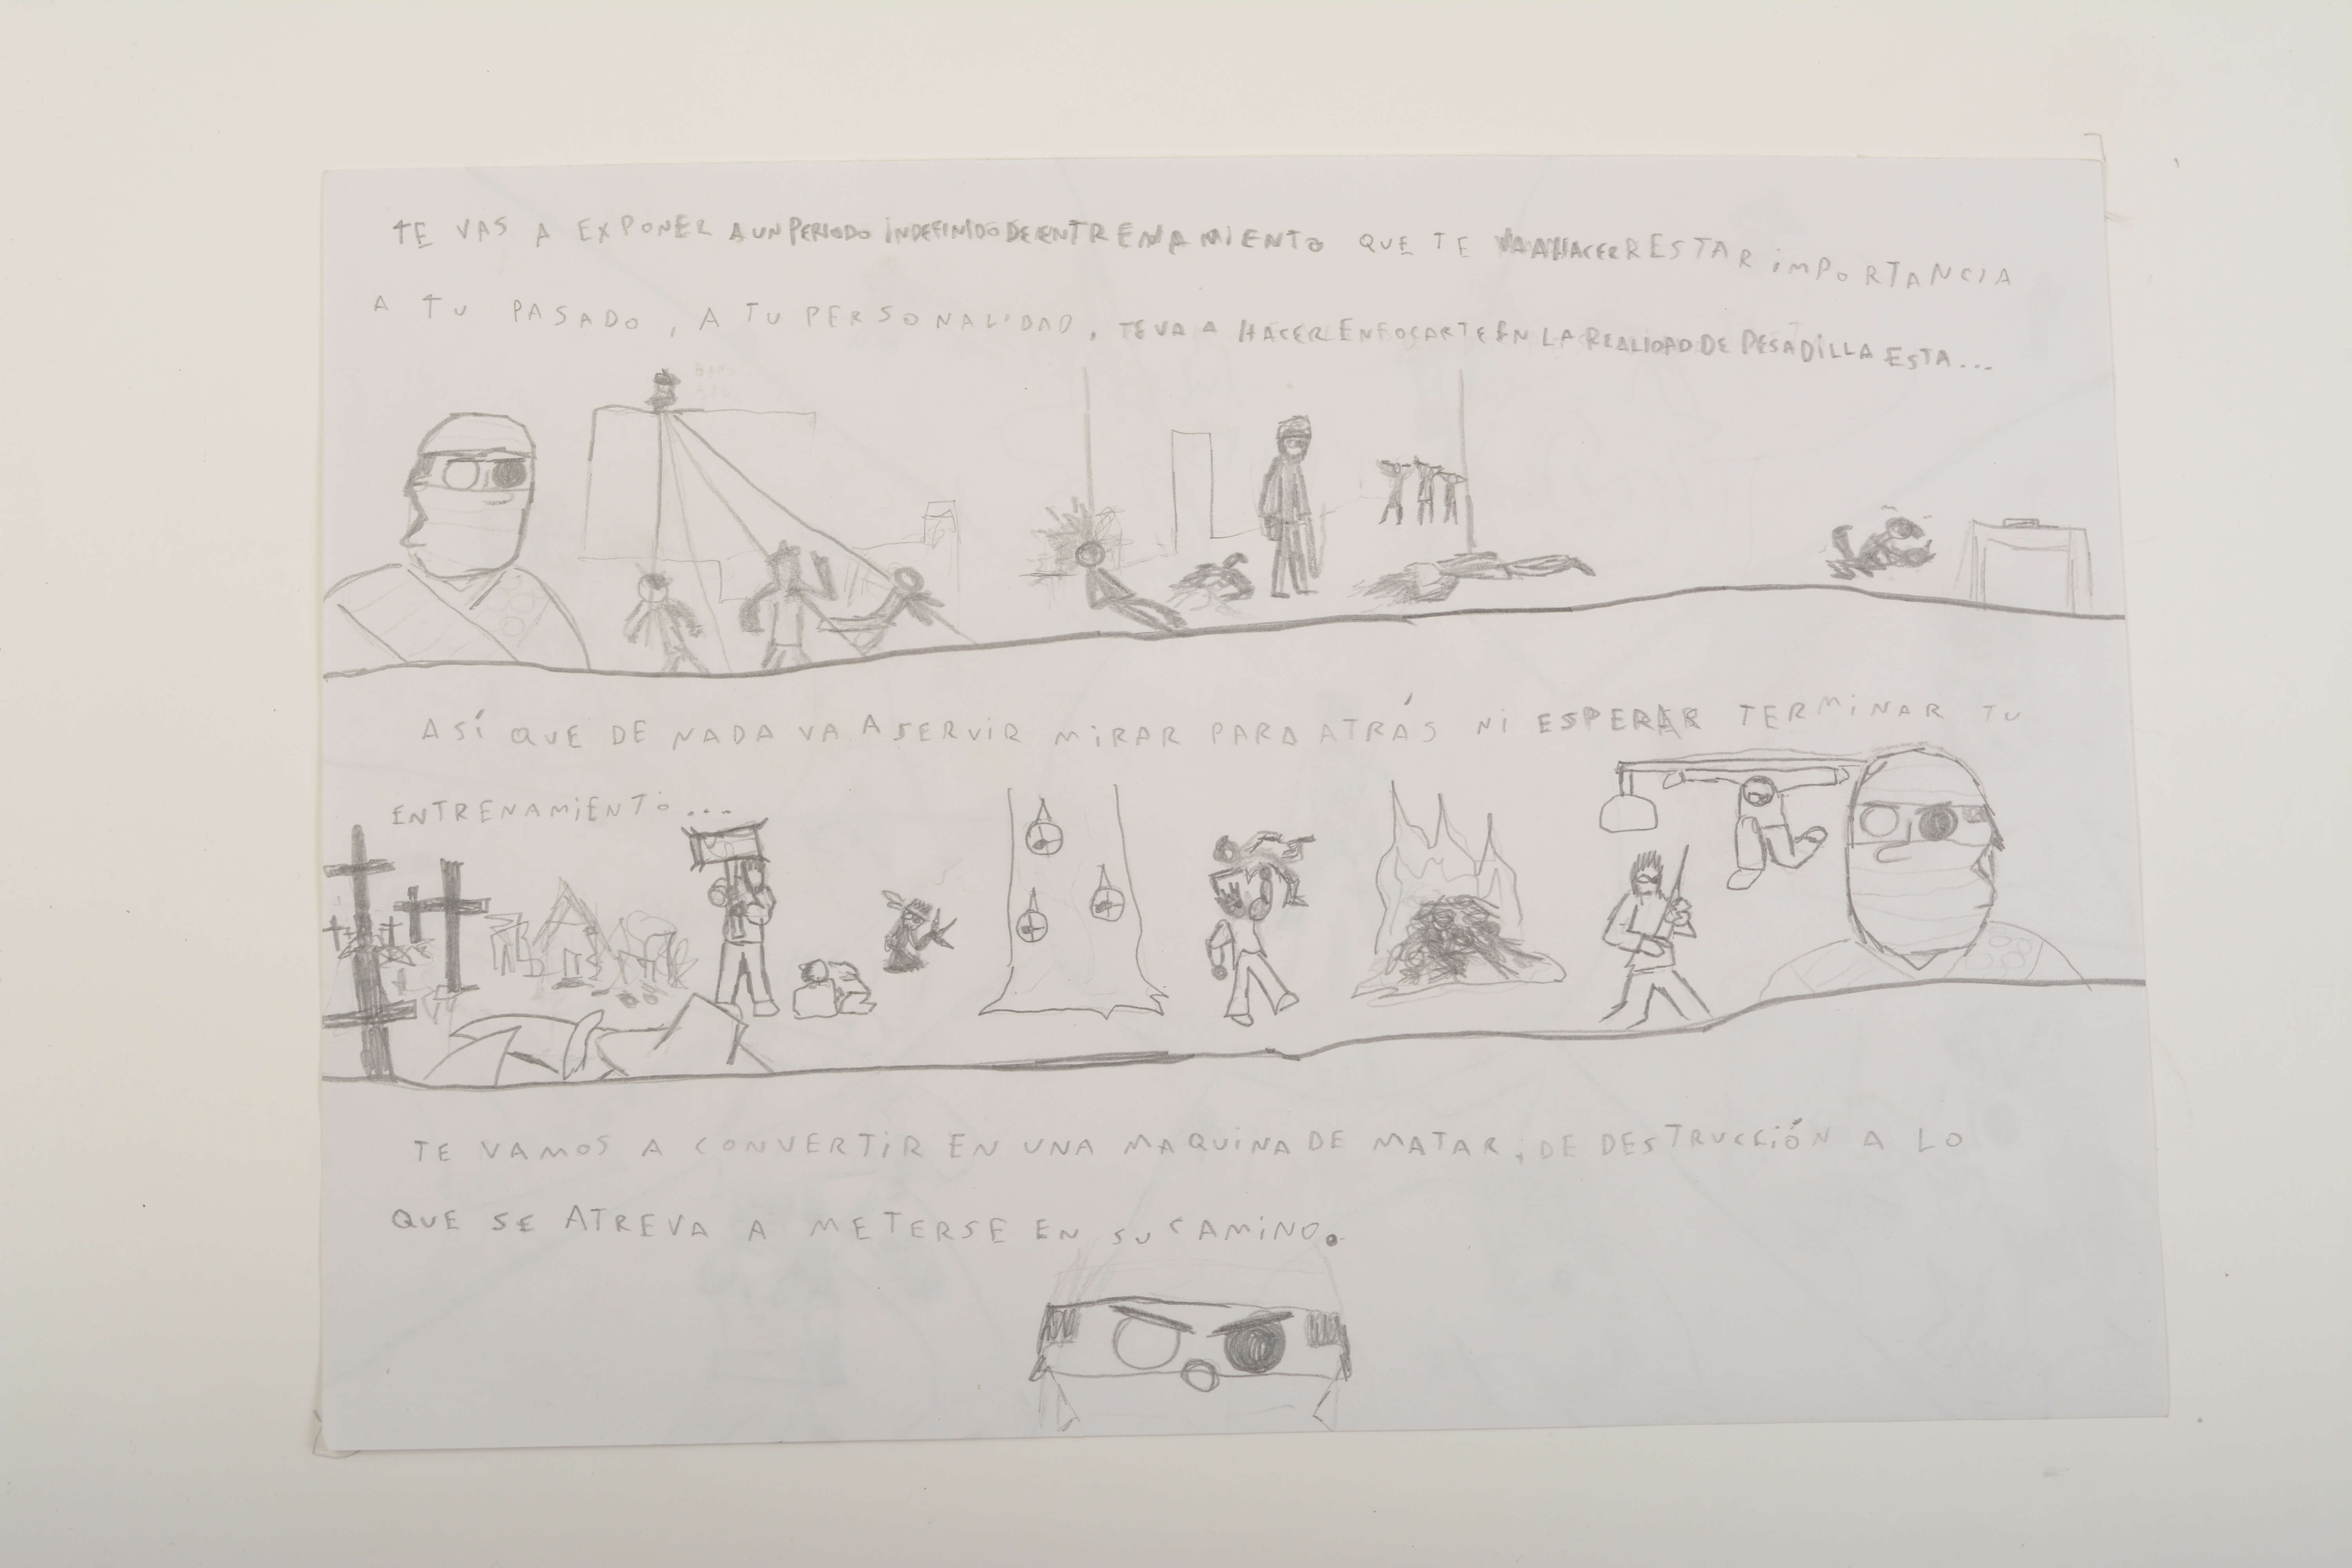 TE VAS A EXPONER A UN PERIODO INDEFINIDO DE ENTRENAMIENTO QUE TE VA A HACER RESTAR IMPORTANCIA
A TU PASADO, A TU PERSONALIDAD, TE VA A HACER ENFOCARTE EN LA REALIDAD DE PESADILLA ESTA...
ASÍ QUE DE NADA VA A SERVIR MIRAR PARA ATRÁS NI ESPERAR TERMINAR TU
ENTRENAMIENTO...
TE VAMOS A CONVERTIR EN UNA MAQUINA DE MATAR, DE DESTRUCCIÓN A LO
QUE SE ATREVA A METERSE EN SU CAMINO.